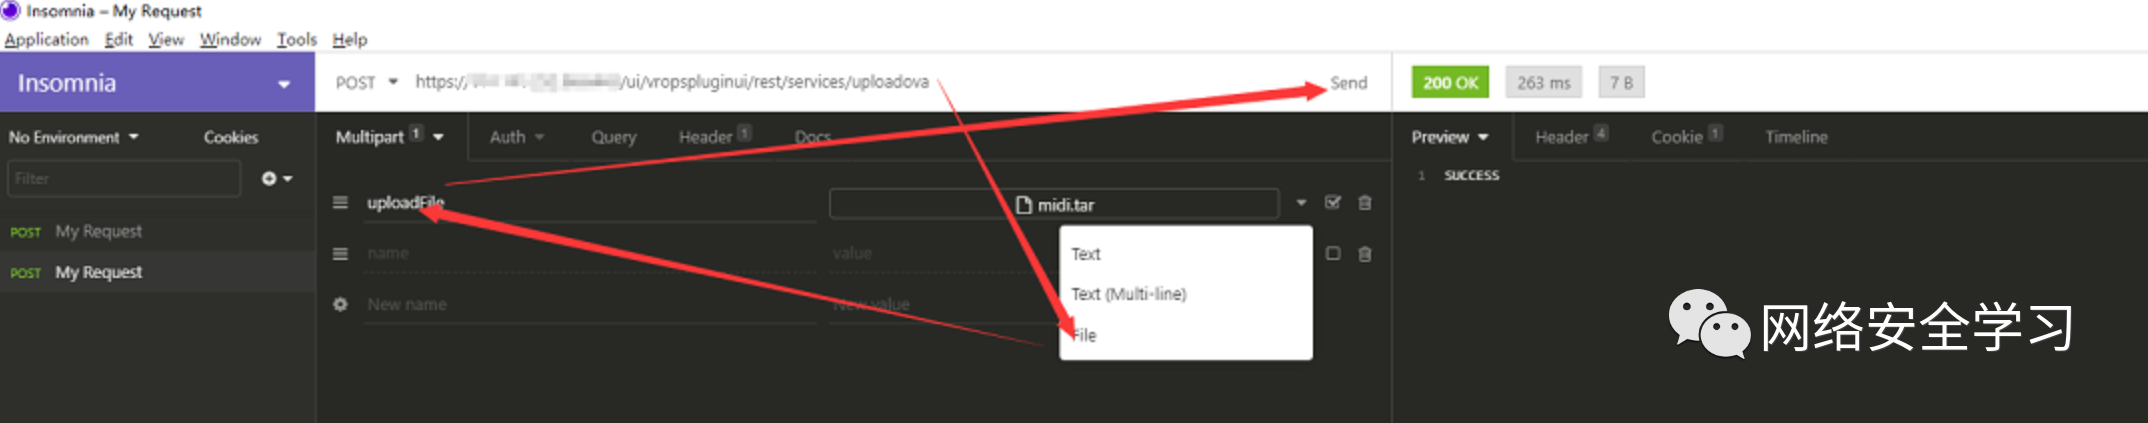 Insomnia – My Request
Application Edit View Window Tools Help
Insomnia
POST https:// /ui/vropspluginui/rest/services/uploadova Send
200 OK 263 ms 7 B
No Environment Cookies
Multipart 1 Auth Query Header 1 Docs
Preview Header 4 Cookie 1 Timeline
Filter
1 SUCCESS
uploadFile midi.tar
POST My Request
name value
Text
POST My Request
Text (Multi-line)
New name New value
File
网络安全学习